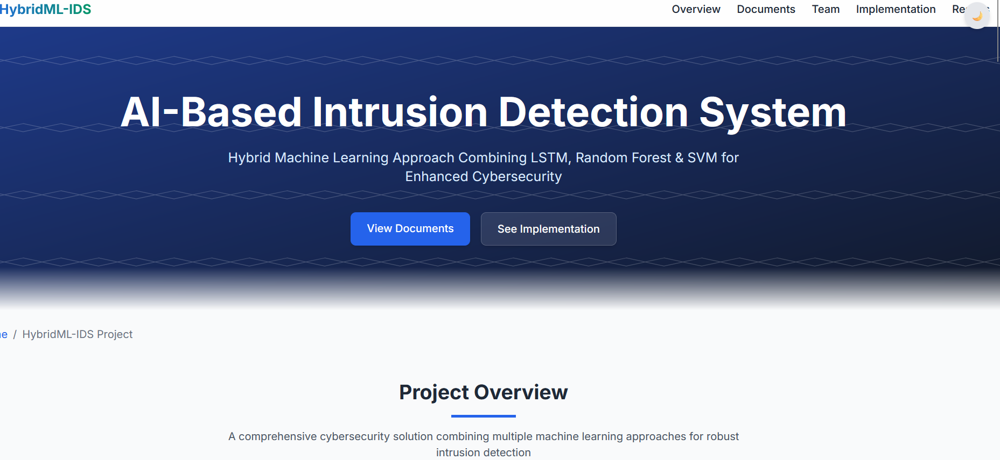 HybridML-IDS
Overview Documents Team Implementation
AI-Based Intrusion Detection System
Hybrid Machine Learning Approach Combining LSTM, Random Forest & SVM for
Enhanced Cybersecurity
View Documents See Implementation
/ HybridML-IDS Project
Project Overview
A comprehensive cybersecurity solution combining multiple machine learning approaches for robust
intrusion detection